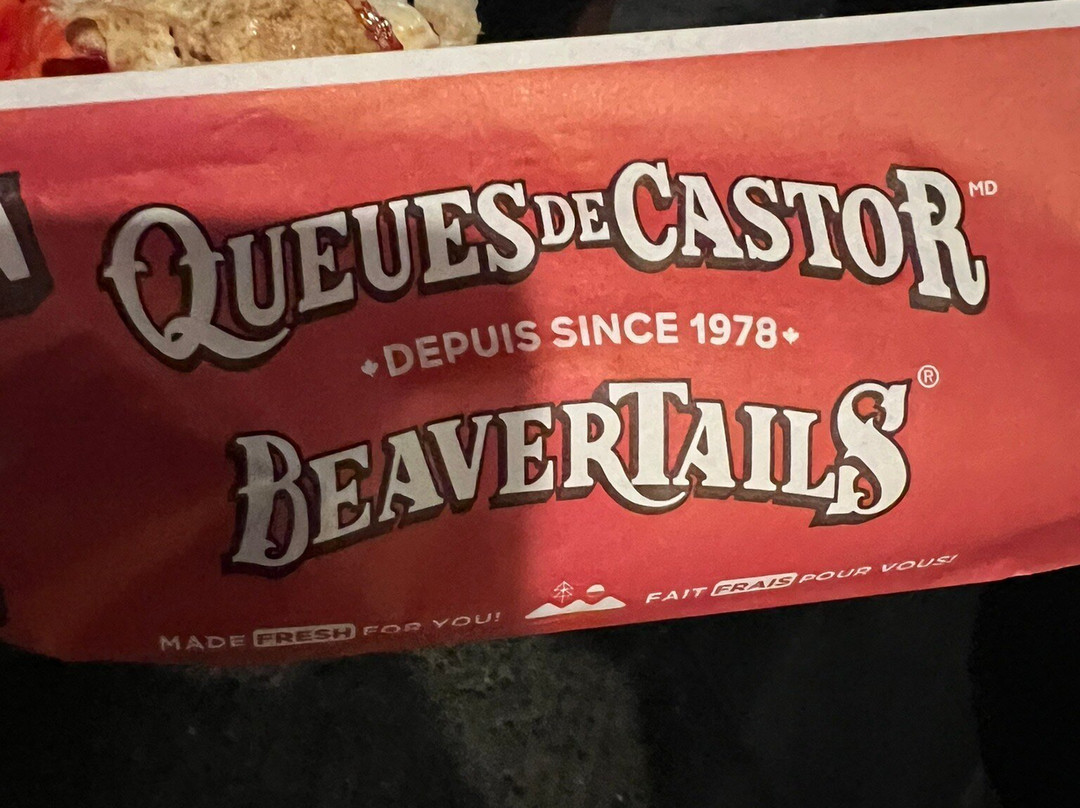 QUEUES DE CASTOR MD
DEPUIS SINCE 1978
BEAVERTAILS ®
MADE FRESH FOR YOU!
FAIT FRAIS POUR VOUS!